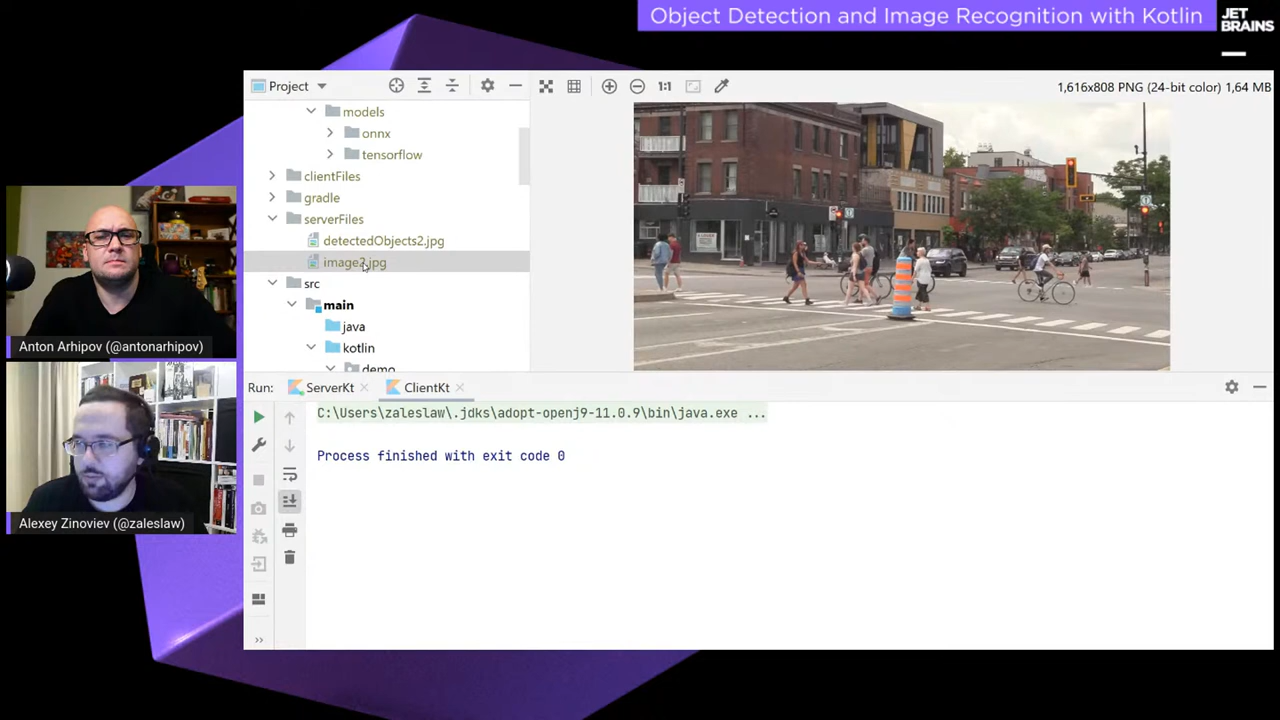 Object Detection and Image Recognition with Kotlin
JET
BRAINS
Project
1:1
1,616x808 PNG (24-bit color) 1,64 MB
models
onnx
tensorflow
clientFiles
gradle
serverFiles
detectedObjects2.jpg
image2.jpg
src
main
java
kotlin
demo
Anton Arhipov (@antonarhipov)
Alexey Zinoviev (@zaleslaw)
Run: ServerKt ClientKt
C:\Users\zaleslaw\.jdks\adopt-openj9-11.0.9\bin\java.exe ...
Process finished with exit code 0